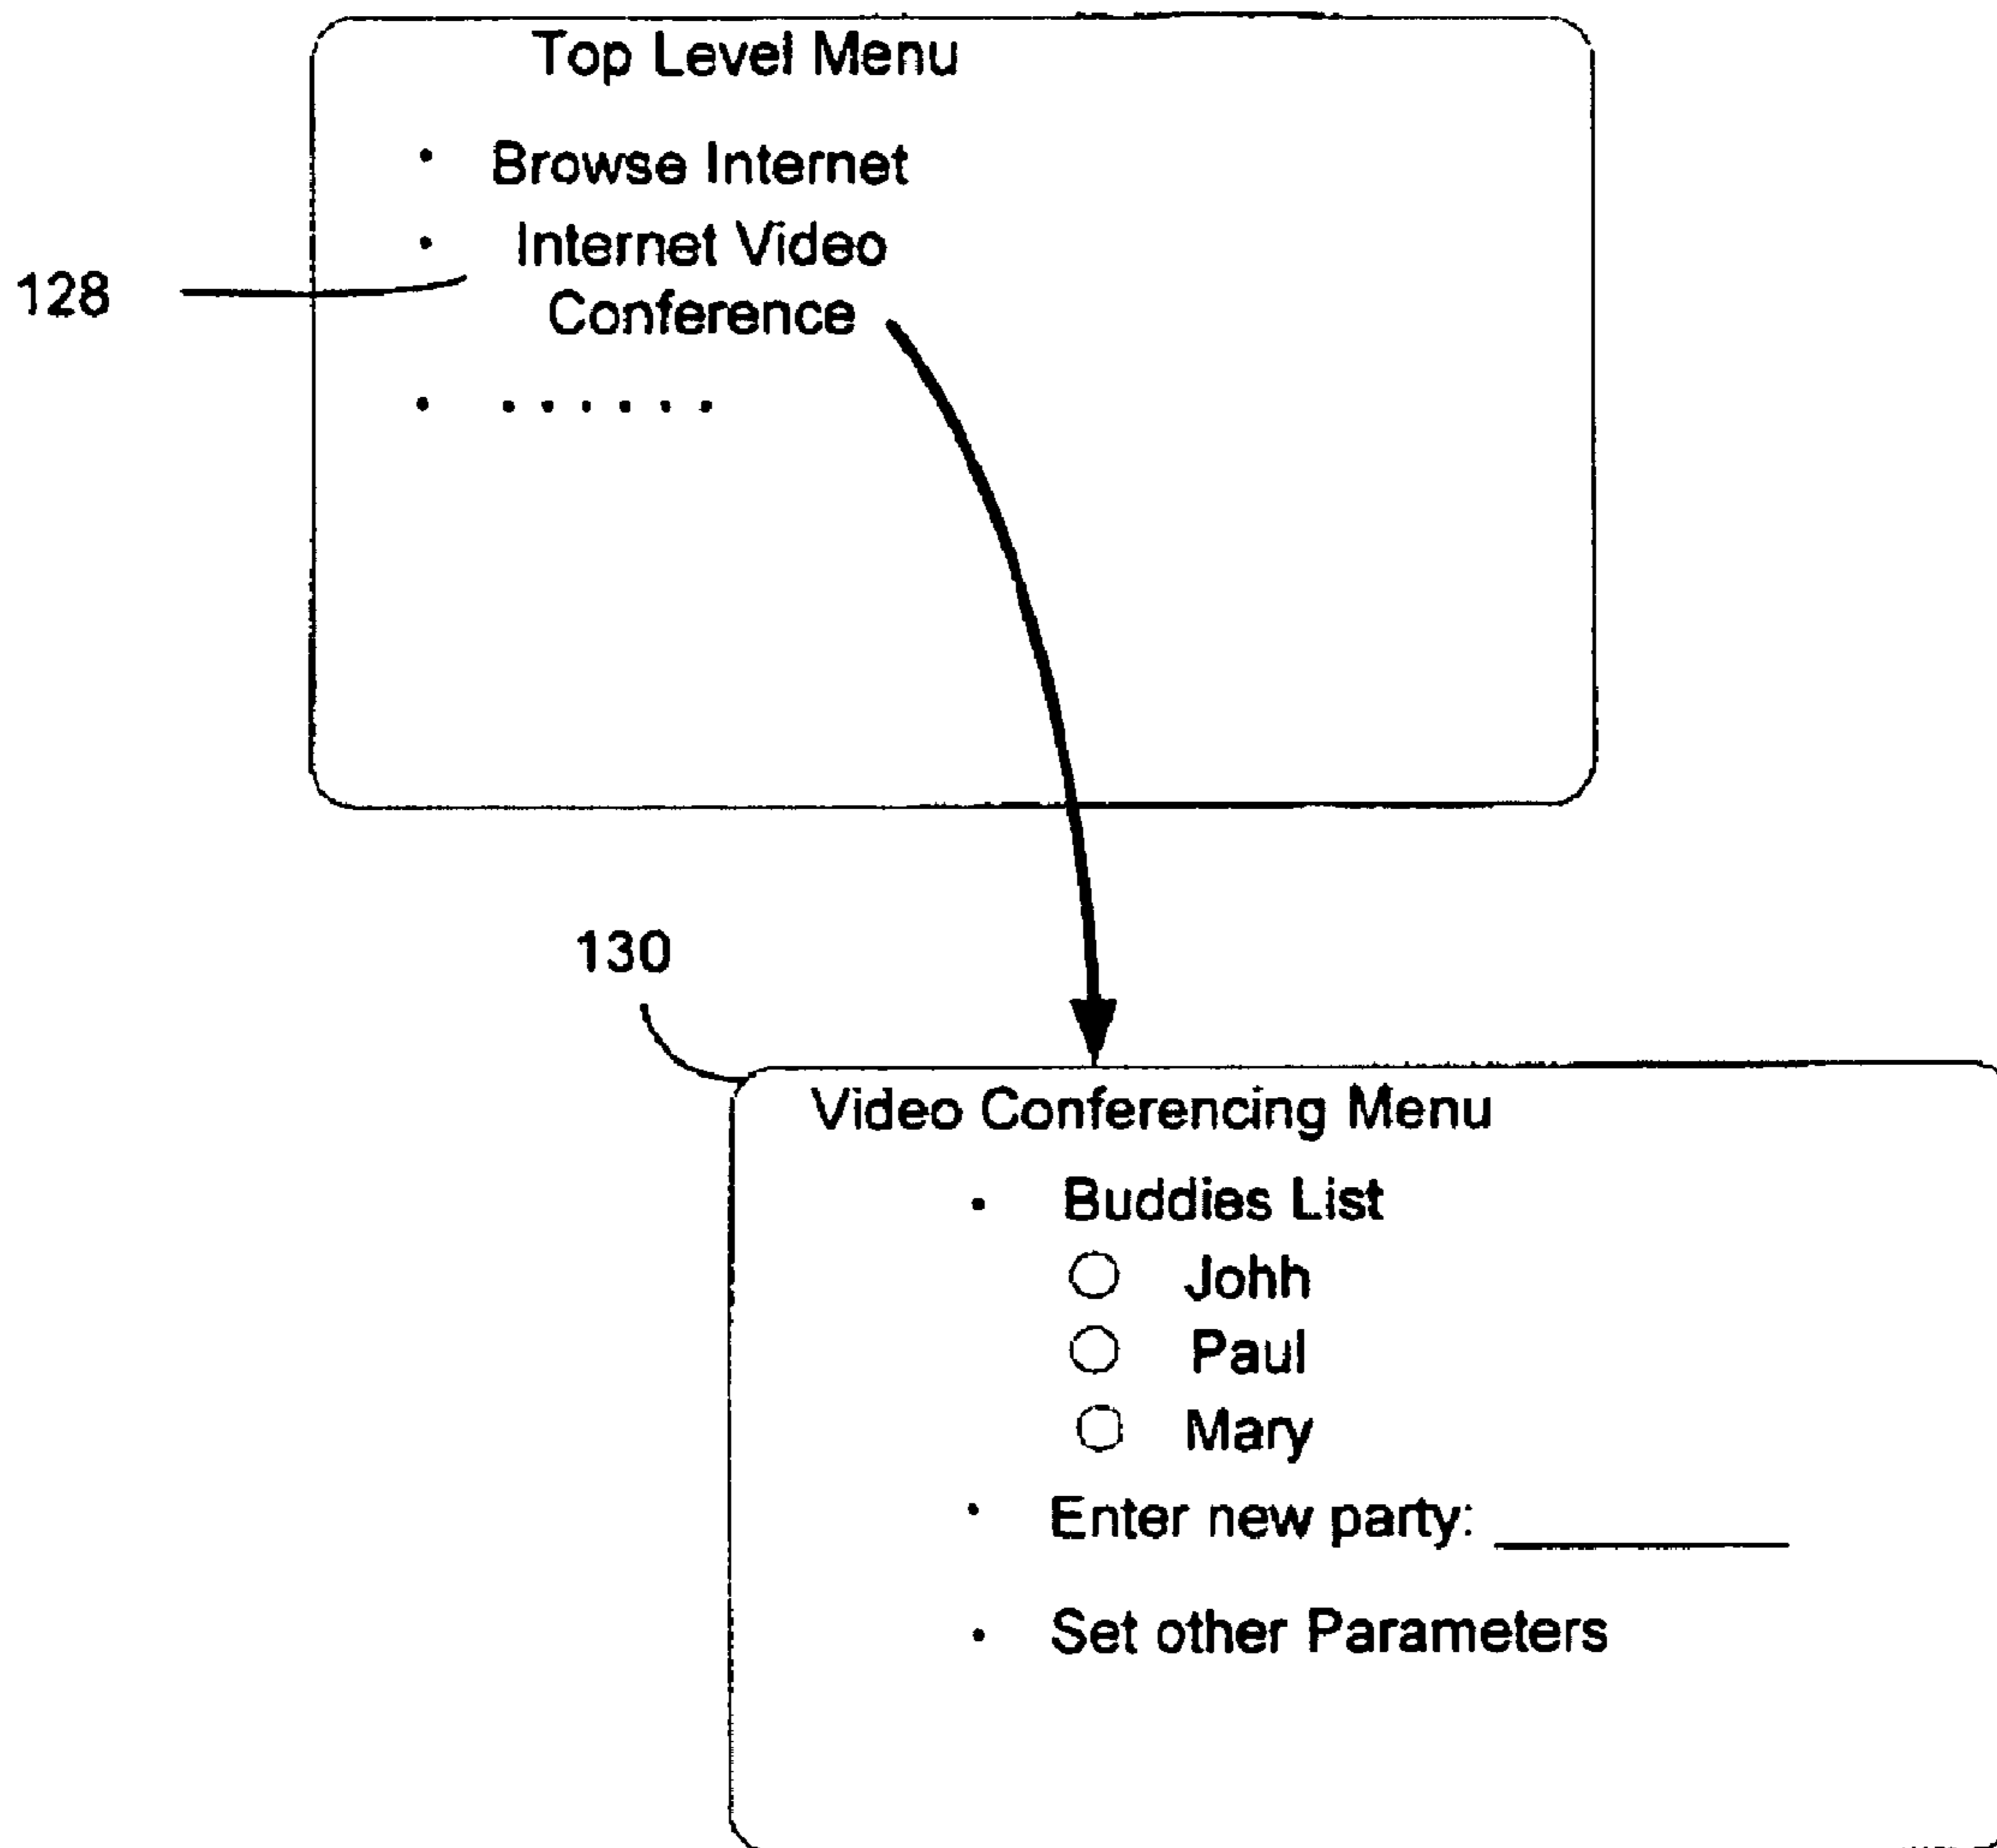 Top Level Menu
· Browse Internet
· Internet Video
Conference
128
· ......
130
Video Conferencing Menu
· Buddies List
○ Johh
○ Paul
○ Mary
· Enter new party: __________
· Set other Parameters